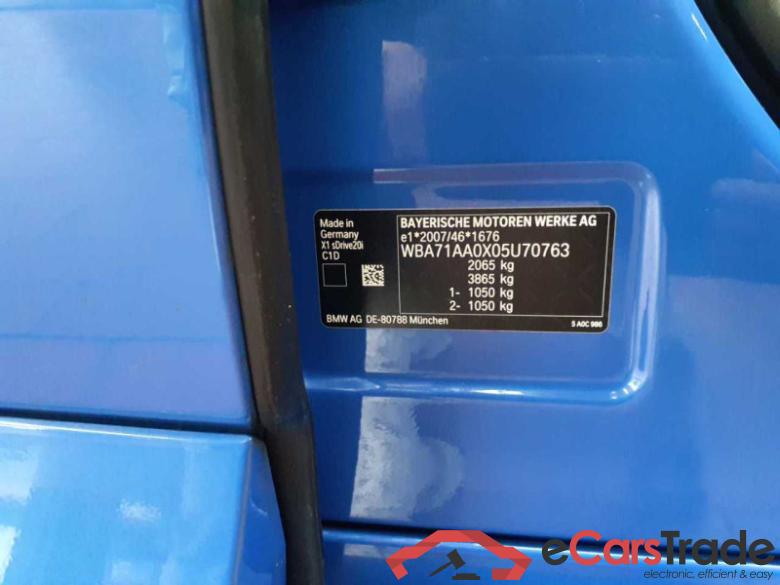 Made in
Germany
X1 sDrive20i
C1D
BAYERISCHE MOTOREN WERKE AG
e1*2007/46*1676
WBA71AA0X05U70763
2065 kg
3865 kg
1- 1050 kg
2- 1050 kg
BMW AG DE-80788 München
5 A0C 986
eCarsTrade
electronic, efficient & easy